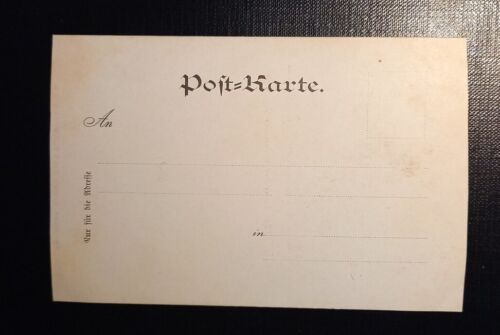 Post=Karte.
An
in
Nur für die Adresse